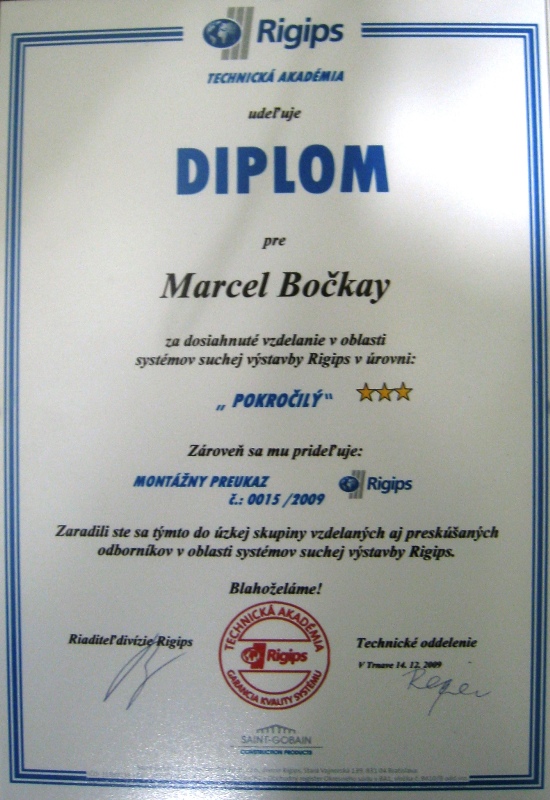 Rigips
TECHNICKÁ AKADÉMIA
udeľuje
DIPLOM
pre
Marcel Bočkay
za dosiahnuté vzdelanie v oblasti
systémov suchej výstavby Rigips v úrovni:
„ POKROČILÝ“
Zároveň sa mu prideľuje:
MONTÁŽNY PREUKAZ
č.: 0015 /2009
Rigips
Zaradili ste sa týmto do úzkej skupiny vzdelaných aj preskúšaných
odborníkov v oblasti systémov suchej výstavby Rigips.
Blahoželáme!
TECHNICKÁ AKADÉMIA
Rigips
GARANCIA KVALITY SYSTÉMU
Riaditeľ divízie Rigips
Technické oddelenie
V Trnave 14. 12. 2009
SAINT-GOBAIN
CONSTRUCTION PRODUCTS